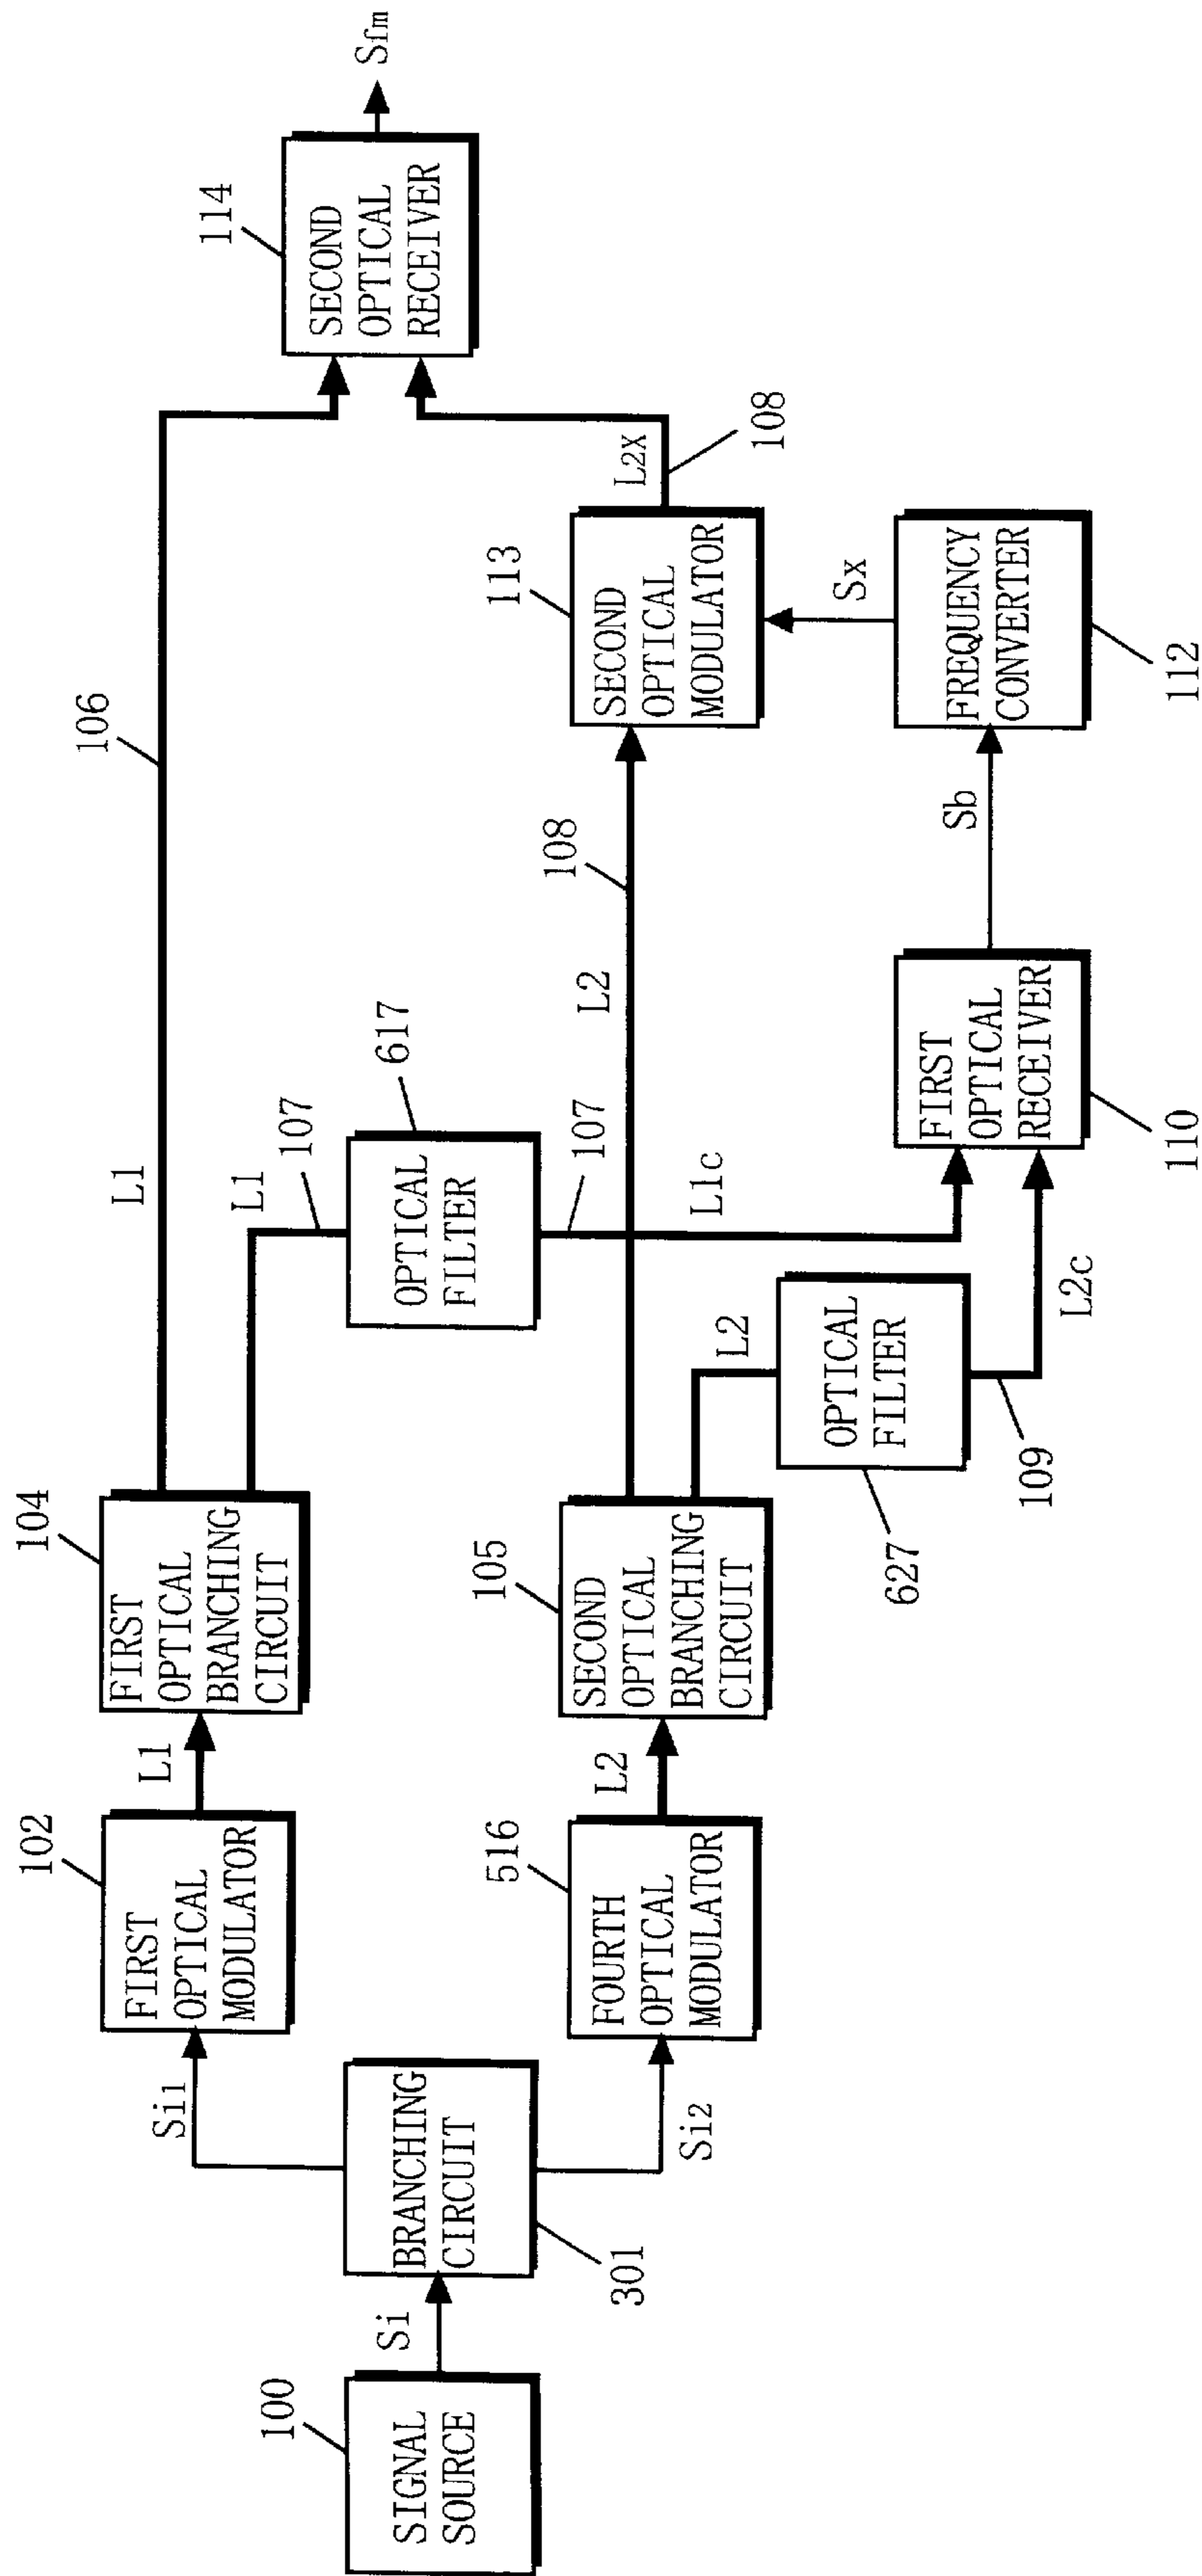 100
SIGNAL
SOURCE
Si
BRANCHING
CIRCUIT
301
Si1
Si2
102
FIRST
OPTICAL
MODULATOR
L1
516
FOURTH
OPTICAL
MODULATOR
L2
104
FIRST
OPTICAL
BRANCHING
CIRCUIT
105
SECOND
OPTICAL
BRANCHING
CIRCUIT
L1
106
L1
107
OPTICAL
FILTER
617
107
L1c
L2
108
L2
OPTICAL
FILTER
627
109
L2c
FIRST
OPTICAL
RECEIVER
110
Sb
FREQUENCY
CONVERTER
112
Sx
113
SECOND
OPTICAL
MODULATOR
L2X
108
114
SECOND
OPTICAL
RECEIVER
Sfm